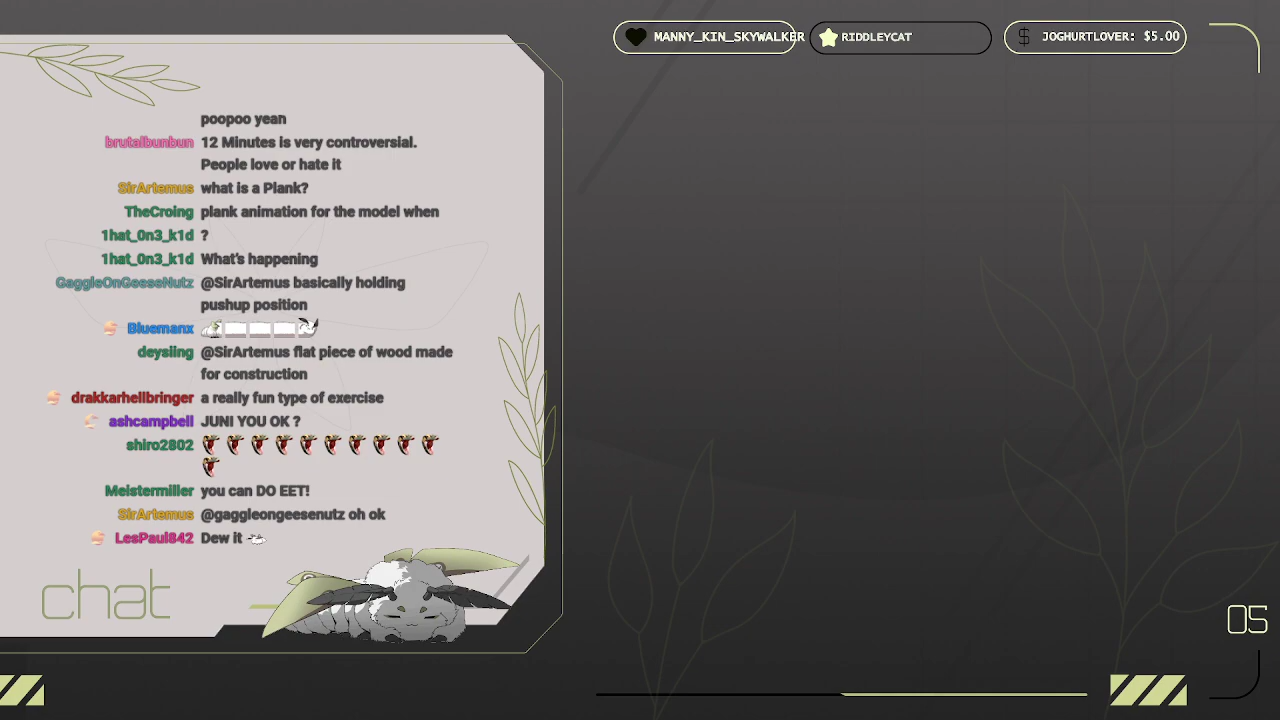 MANNY_KIN_SKYWALKER
RIDDLEYCAT
$ JOGHURTLOVER: $5.00
poopoo yean
brutalbunbun 12 Minutes is very controversial.
People love or hate it
SirArtemus what is a Plank?
TheCroing plank animation for the model when
1hat_0n3_k1d ?
1hat_0n3_k1d What's happening
GaggleOnGeeseNutz @SirArtemus basically holding
pushup position
Bluemanx
deysiing @SirArtemus flat piece of wood made
for construction
drakkarhellbringer a really fun type of exercise
ashcampbell JUNI YOU OK ?
shiro2802
Meistermiller you can DO EET!
SirArtemus @gaggleongeesenutz oh ok
LesPaul842 Dew it
chat
05